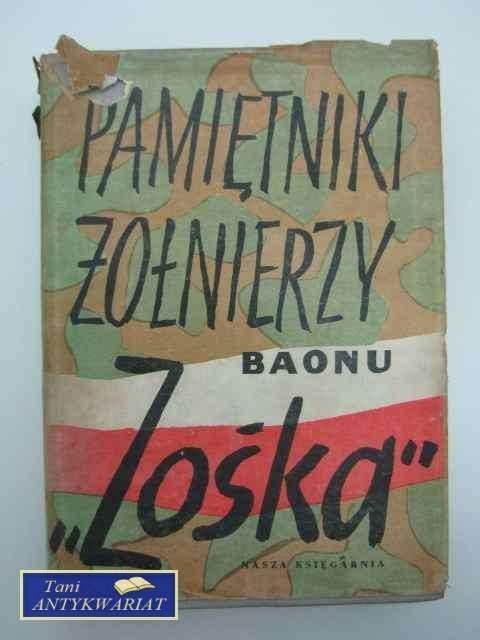 PAMIĘTNIKI
ŻOŁNIERZY
BAONU
„Zośka”
NASZA KSIĘGARNIA
Tani
ANTYKWARIAT